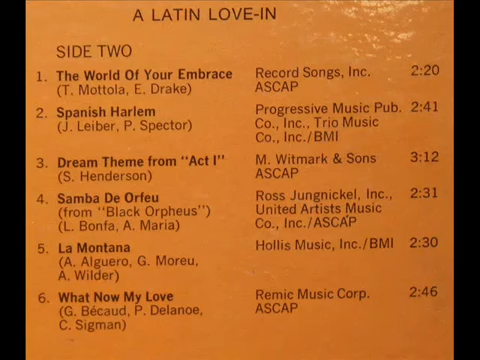 A LATIN LOVE-IN
SIDE TWO
1. The World Of Your Embrace Record Songs, Inc. 2:20
(T. Mottola, E. Drake) ASCAP
2. Spanish Harlem Progressive Music Pub. 2:41
(J. Leiber, P. Spector) Co., Inc., Trio Music
Co., Inc./BMI
3. Dream Theme from "Act I" M. Witmark & Sons 3:12
(S. Henderson) ASCAP
4. Samba De Orfeu Ross Jungnickel, Inc., 2:31
(from "Black Orpheus") United Artists Music
(L. Bonfa, A. Maria) Co., Inc./ASCAP
5. La Montana Hollis Music, Inc./BMI 2:30
(A. Alguero, G. Moreu,
A. Wilder)
6. What Now My Love Remic Music Corp. 2:46
(G. Bécaud, P. Delanoe, ASCAP
C. Sigman)